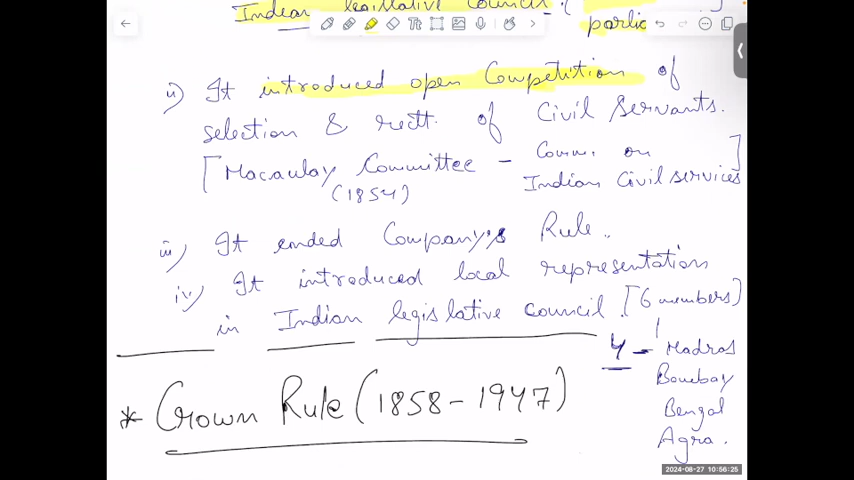 Indian legislative Council - (
parlic
ii) It introduced open Competition of
selection & rectt. of Civil Servants.
[Macaulay Committee - Comm. on ]
(1854) Indian Civil services
iii) It ended Company's Rule.
iv) It introduced local representation
in Indian legislative council. [6 members]
4 - Madras
Bombay
Bengal
Agra.
* Crown Rule (1858-1947)
2024-08-27 10:56:25